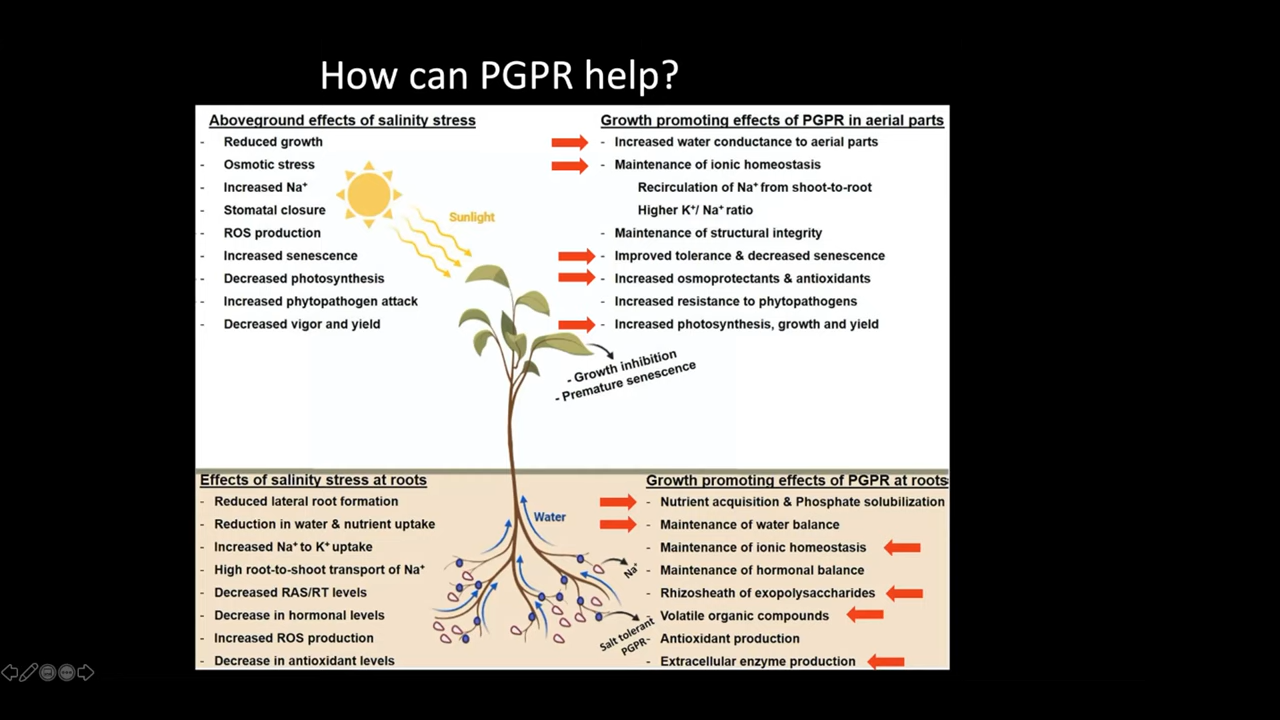 How can PGPR help?
Aboveground effects of salinity stress
- Reduced growth
- Osmotic stress
- Increased Na⁺
- Stomatal closure
- ROS production
- Increased senescence
- Decreased photosynthesis
- Increased phytopathogen attack
- Decreased vigor and yield
Sunlight
Growth promoting effects of PGPR in aerial parts
- Increased water conductance to aerial parts
- Maintenance of ionic homeostasis
Recirculation of Na⁺ from shoot-to-root
Higher K⁺/ Na⁺ ratio
- Maintenance of structural integrity
- Improved tolerance & decreased senescence
- Increased osmoprotectants & antioxidants
- Increased resistance to phytopathogens
- Increased photosynthesis, growth and yield
- Growth inhibition
- Premature senescence
Effects of salinity stress at roots
- Reduced lateral root formation
- Reduction in water & nutrient uptake
- Increased Na⁺ to K⁺ uptake
- High root-to-shoot transport of Na⁺
- Decreased RAS/RT levels
- Decrease in hormonal levels
- Increased ROS production
- Decrease in antioxidant levels
Water
Na⁺
Salt tolerant
PGPR
Growth promoting effects of PGPR at roots
- Nutrient acquisition & Phosphate solubilization
- Maintenance of water balance
- Maintenance of ionic homeostasis
- Maintenance of hormonal balance
- Rhizosheath of exopolysaccharides
- Volatile organic compounds
- Antioxidant production
- Extracellular enzyme production